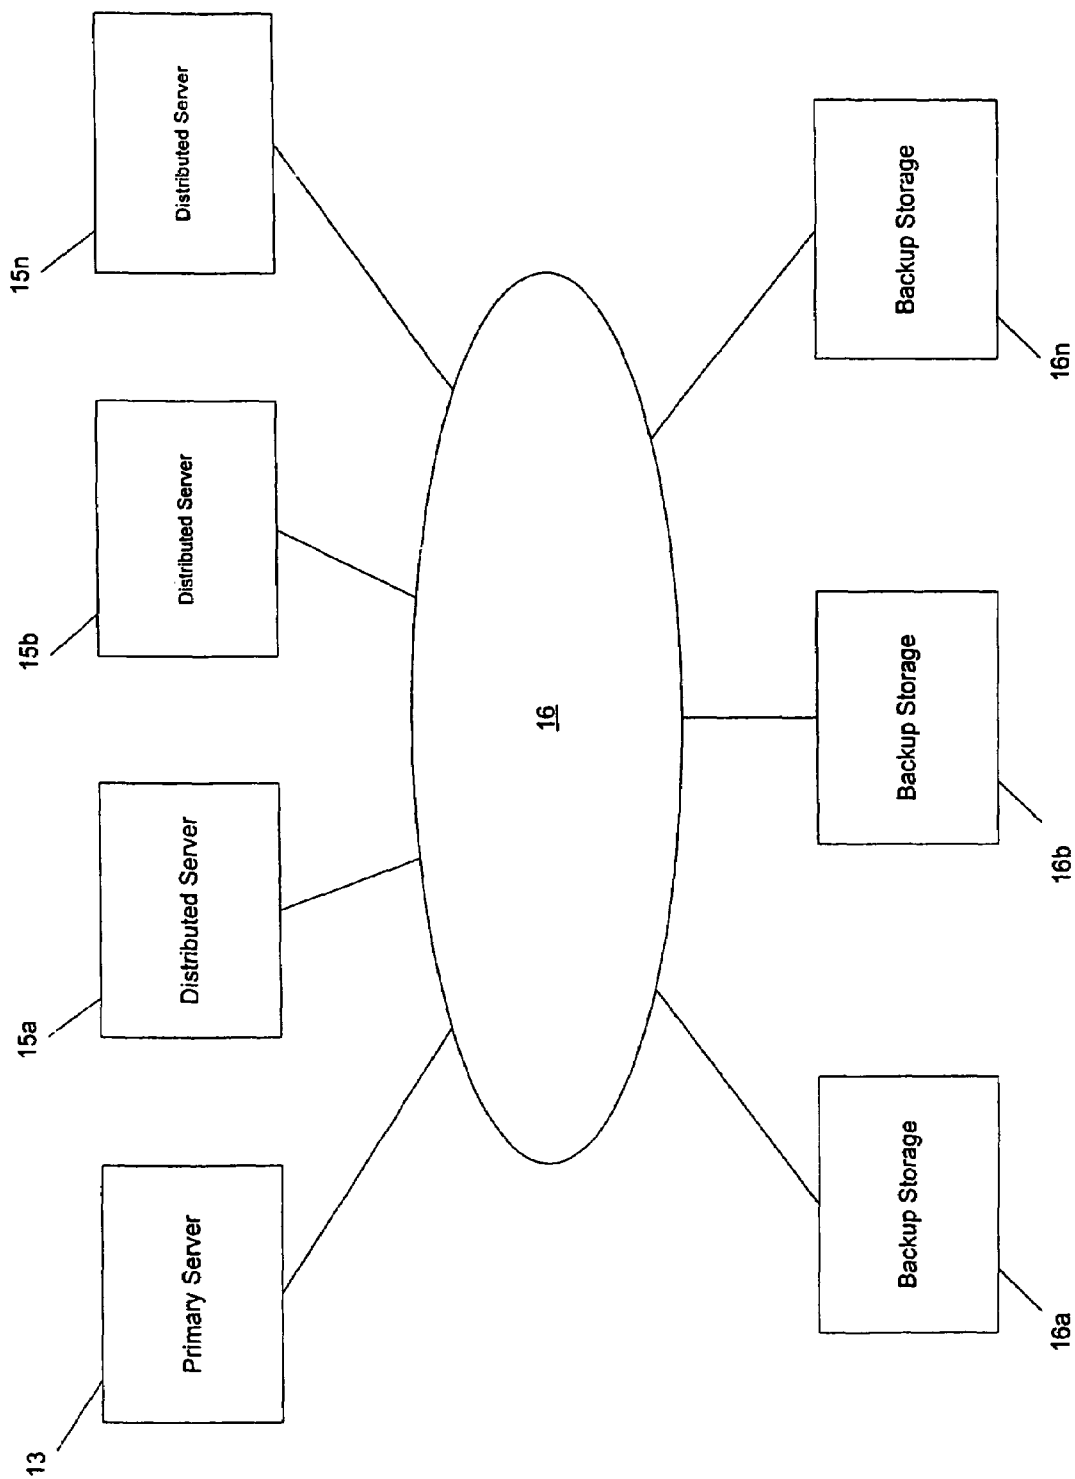 13
Primary Server
15a
Distributed Server
15b
Distributed Server
15n
Distributed Server
16
Backup Storage
16a
Backup Storage
16b
Backup Storage
16n